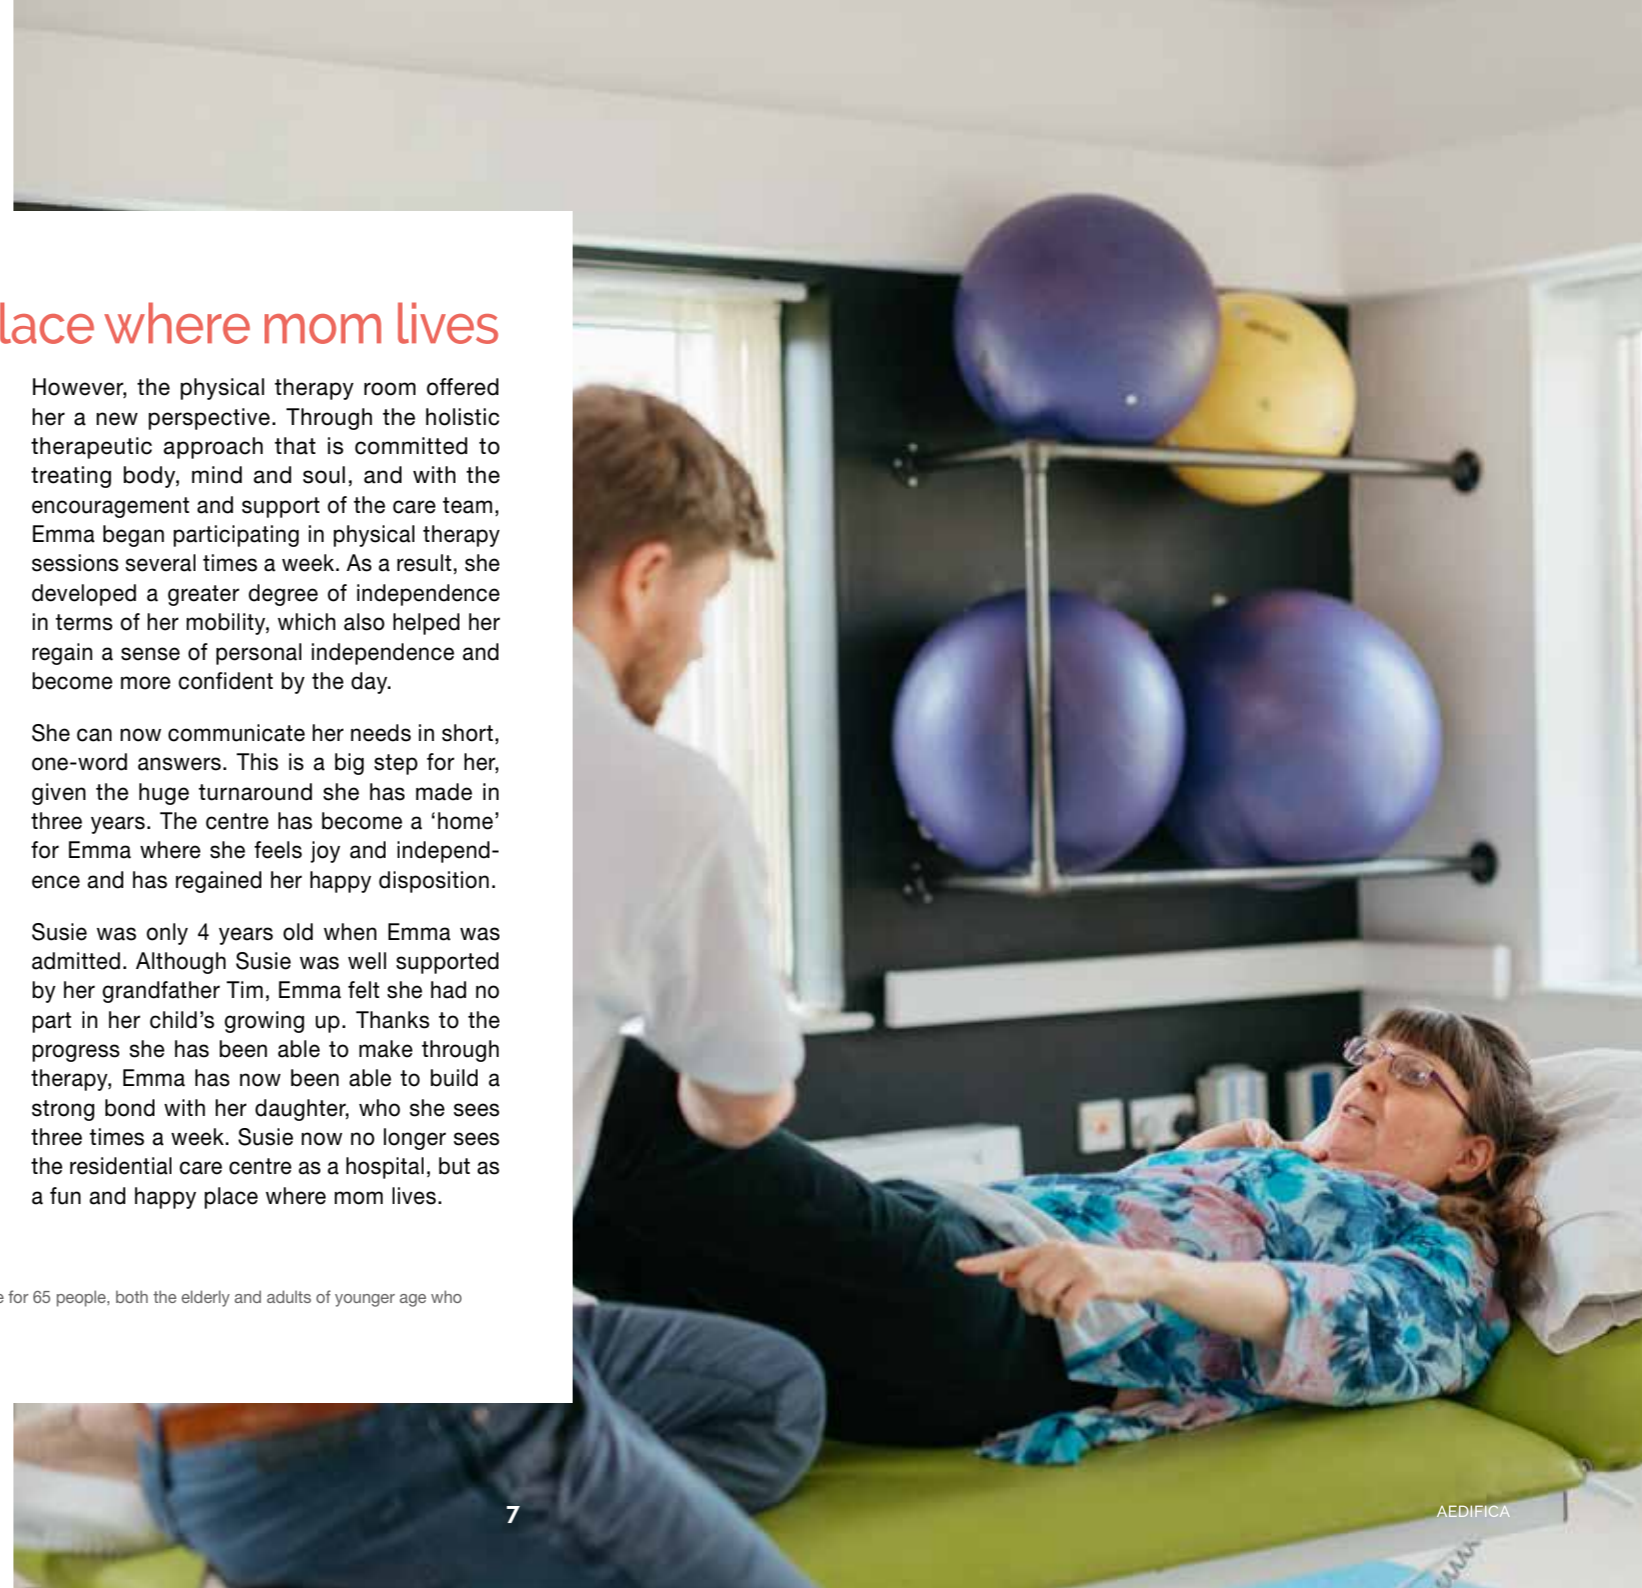 lace where mom lives
However, the physical therapy room offered
her a new perspective. Through the holistic
therapeutic approach that is committed to
treating body, mind and soul, and with the
encouragement and support of the care team,
Emma began participating in physical therapy
sessions several times a week. As a result, she
developed a greater degree of independence
in terms of her mobility, which also helped her
regain a sense of personal independence and
become more confident by the day.
She can now communicate her needs in short,
one-word answers. This is a big step for her,
given the huge turnaround she has made in
three years. The centre has become a ‘home’
for Emma where she feels joy and independ-
ence and has regained her happy disposition.
Susie was only 4 years old when Emma was
admitted. Although Susie was well supported
by her grandfather Tim, Emma felt she had no
part in her child’s growing up. Thanks to the
progress she has been able to make through
therapy, Emma has now been able to build a
strong bond with her daughter, who she sees
three times a week. Susie now no longer sees
the residential care centre as a hospital, but as
a fun and happy place where mom lives.
e for 65 people, both the elderly and adults of younger age who
7
AEDIFICA